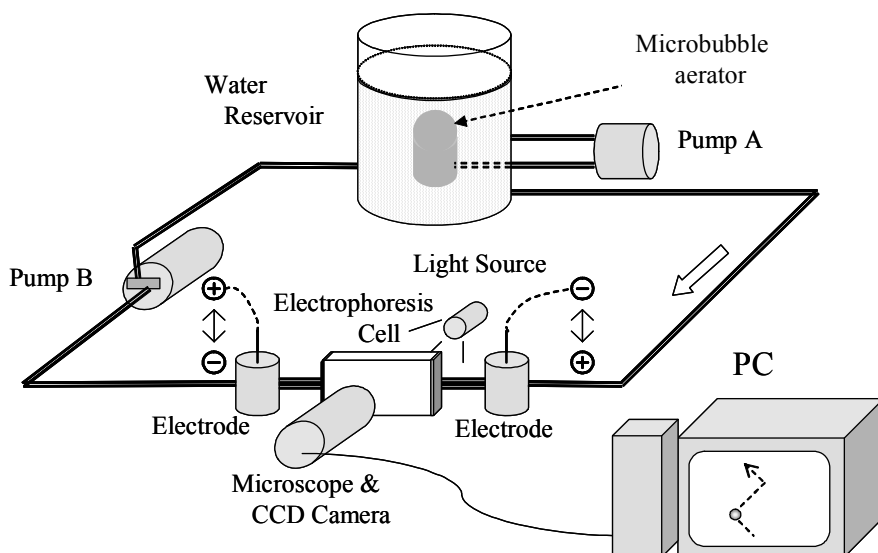 Microbubble
aerator
Water
Reservoir
Pump A
Pump B
Light Source
Electrophoresis
Cell
+
−
−
+
PC
Electrode
Electrode
Microscope &
CCD Camera